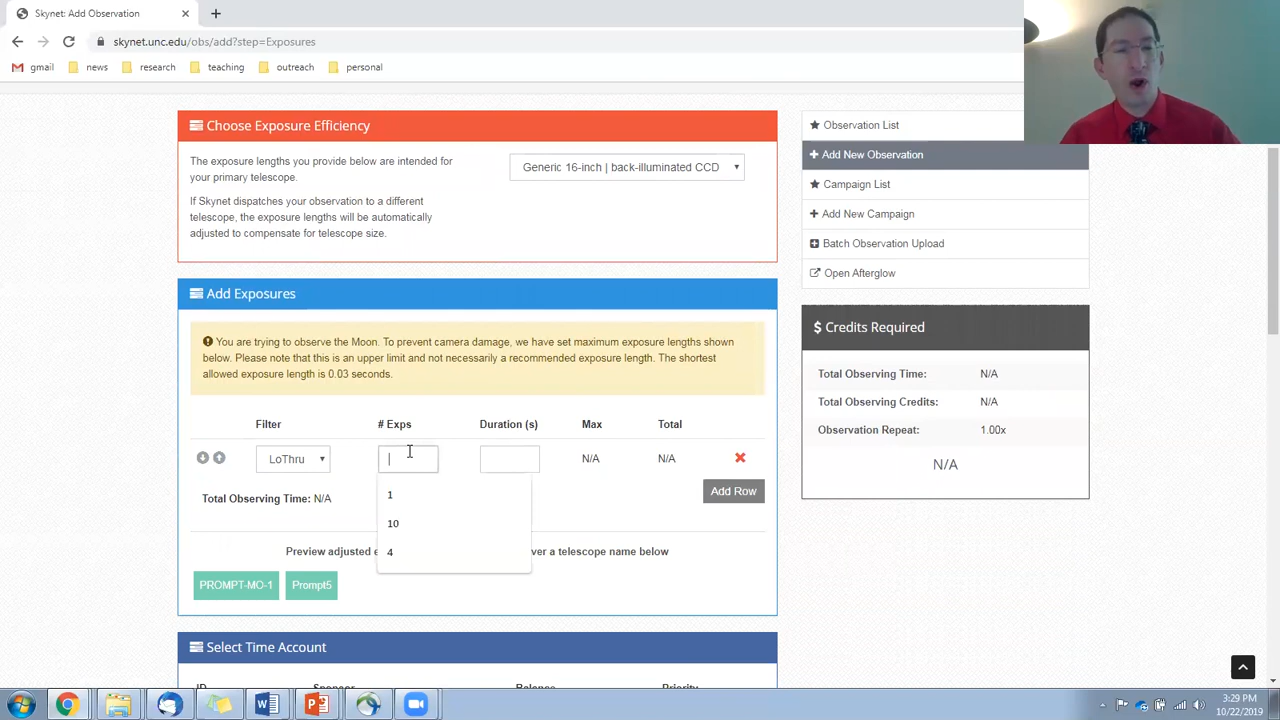 Skynet: Add Observation
skynet.unc.edu/obs/add?step=Exposures
gmail news research teaching outreach personal
Choose Exposure Efficiency
The exposure lengths you provide below are intended for
your primary telescope.
Generic 16-inch | back-illuminated CCD
If Skynet dispatches your observation to a different
telescope, the exposure lengths will be automatically
adjusted to compensate for telescope size.
Add Exposures
You are trying to observe the Moon. To prevent camera damage, we have set maximum exposure lengths shown
below. Please note that this is an upper limit and not necessarily a recommended exposure length. The shortest
allowed exposure length is 0.03 seconds.
Filter # Exps Duration (s) Max Total
LoThru N/A N/A
1
10
4
Total Observing Time: N/A
Add Row
Preview adjusted ver a telescope name below
PROMPT-MO-1 Prompt5
Select Time Account
ID Sponsor Balance Priority
Observation List
Add New Observation
Campaign List
Add New Campaign
Batch Observation Upload
Open Afterglow
$ Credits Required
Total Observing Time: N/A
Total Observing Credits: N/A
Observation Repeat: 1.00x
N/A
3:29 PM
10/22/2019